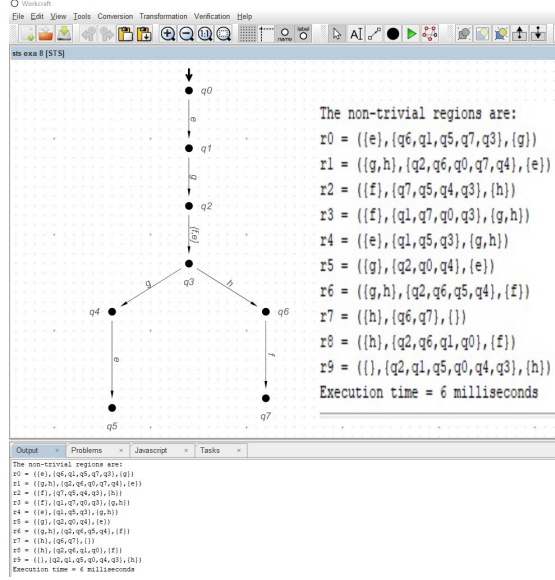 Workcraft
File Edit View Tools Conversion Transformation Verification Help
name
label
sts exa 8 [STS]
q0
e
q1
g
q2
{f,e}
q3
g
h
q4
q6
e
f
q5
q7
The non-trivial regions are:
r0 = ({e},{q6,q1,q5,q7,q3},{g})
r1 = ({g,h},{q2,q6,q0,q7,q4},{e})
r2 = ({f},{q7,q5,q4,q3},{h})
r3 = ({f},{q1,q7,q0,q3},{g,h})
r4 = ({e},{q1,q5,q3},{g,h})
r5 = ({g},{q2,q0,q4},{e})
r6 = ({g,h},{q2,q6,q5,q4},{f})
r7 = ({h},{q6,q7},{})
r8 = ({h},{q2,q6,q1,q0},{f})
r9 = ({},{q2,q1,q5,q0,q4,q3},{h})
Execution time = 6 milliseconds
Output × Problems × Javascript × Tasks ×
The non-trivial regions are:
r0 = ({e},{q6,q1,q5,q7,q3},{g})
r1 = ({g,h},{q2,q6,q0,q7,q4},{e})
r2 = ({f},{q7,q5,q4,q3},{h})
r3 = ({f},{q1,q7,q0,q3},{g,h})
r4 = ({e},{q1,q5,q3},{g,h})
r5 = ({g},{q2,q0,q4},{e})
r6 = ({g,h},{q2,q6,q5,q4},{f})
r7 = ({h},{q6,q7},{})
r8 = ({h},{q2,q6,q1,q0},{f})
r9 = ({},{q2,q1,q5,q0,q4,q3},{h})
Execution time = 6 milliseconds